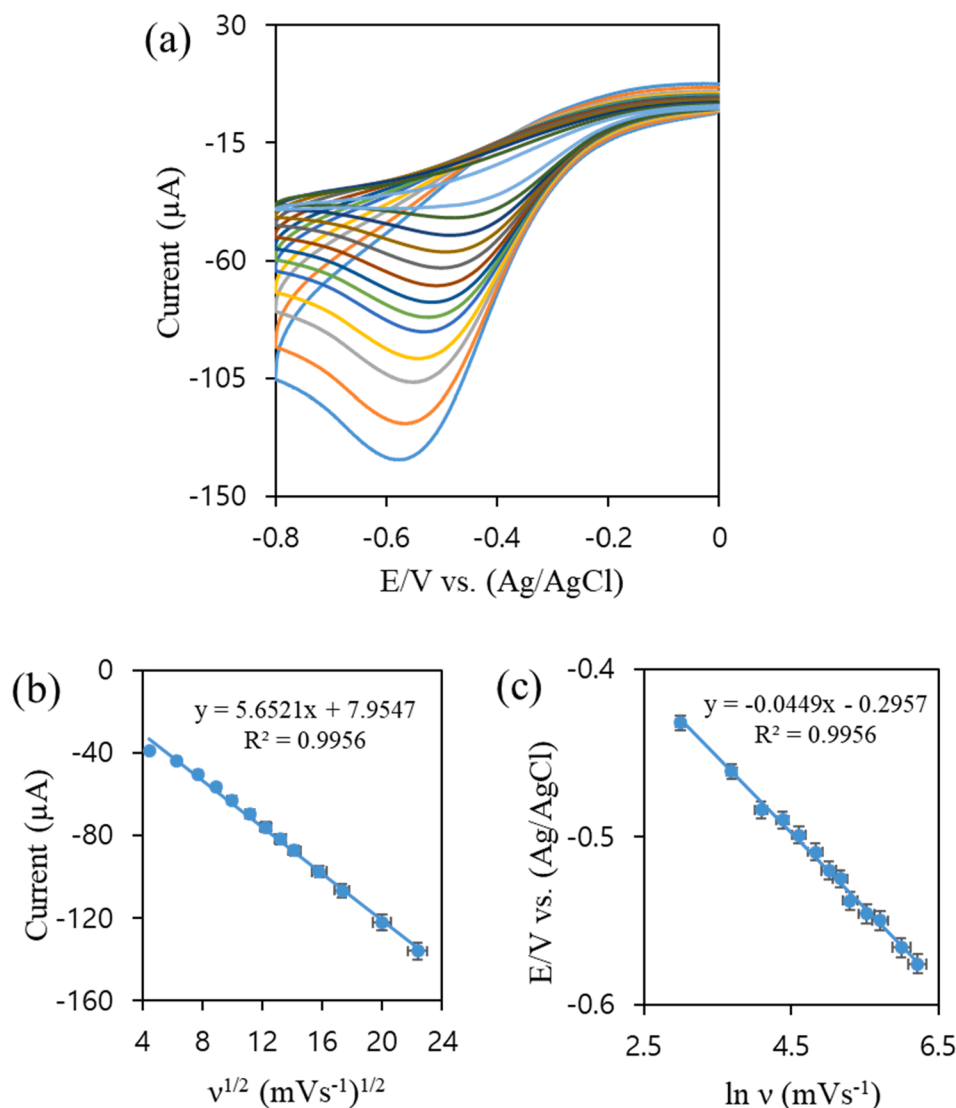 (a)
30
-15
-60
-105
-150
Current (µA)
-0.8 -0.6 -0.4 -0.2 0
E/V vs. (Ag/AgCl)
(b)
0
-40
-80
-120
-160
Current (µA)
y = 5.6521x + 7.9547
R² = 0.9956
4 8 12 16 20 24
ν¹/² (mVs⁻¹)¹/²
(c)
-0.4
-0.5
-0.6
E/V vs. (Ag/AgCl)
y = -0.0449x - 0.2957
R² = 0.9956
2.5 4.5 6.5
ln ν (mVs⁻¹)